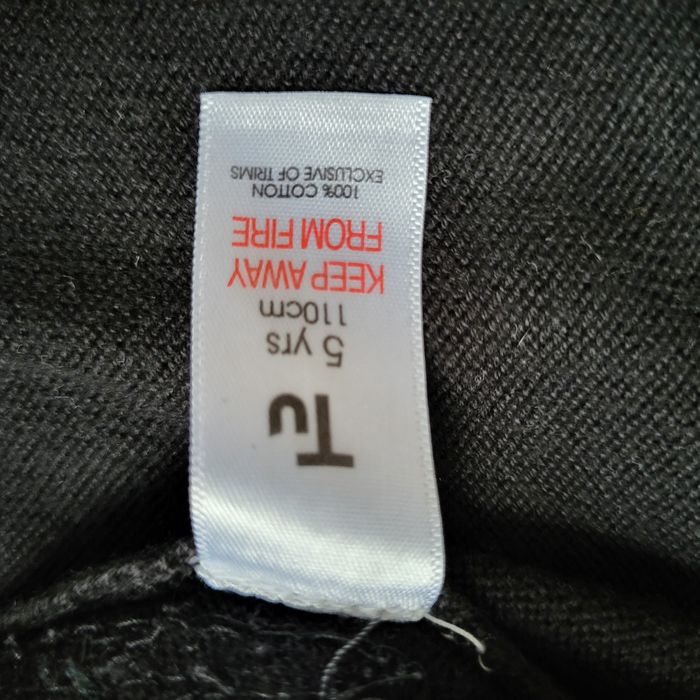 Tu
5 yrs
110cm
KEEP AWAY
FROM FIRE
100% COTTON
EXCLUSIVE OF TRIMS